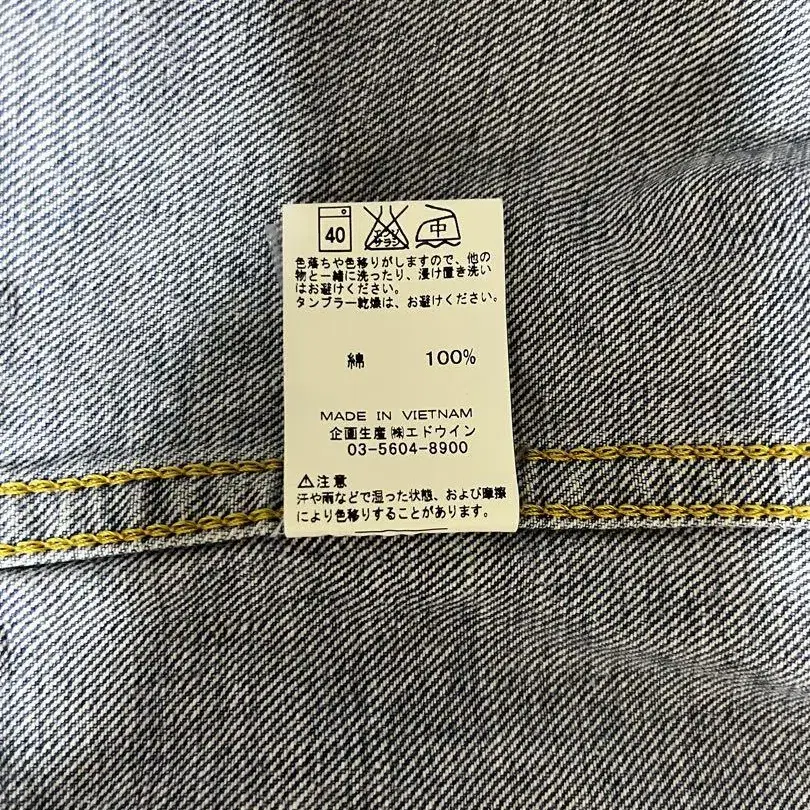 40 エンソ サラシ 中
色落ちや色移りがしますので、他の
物と一緒に洗ったり、浸け置き洗い
はお避けください。
タンブラー乾燥は、お避けください。
綿 100%
MADE IN VIETNAM
企画生産㈱エドウイン
03-5604-8900
⚠注意
汗や雨などで湿った状態、および摩擦
により色移りすることがあります。